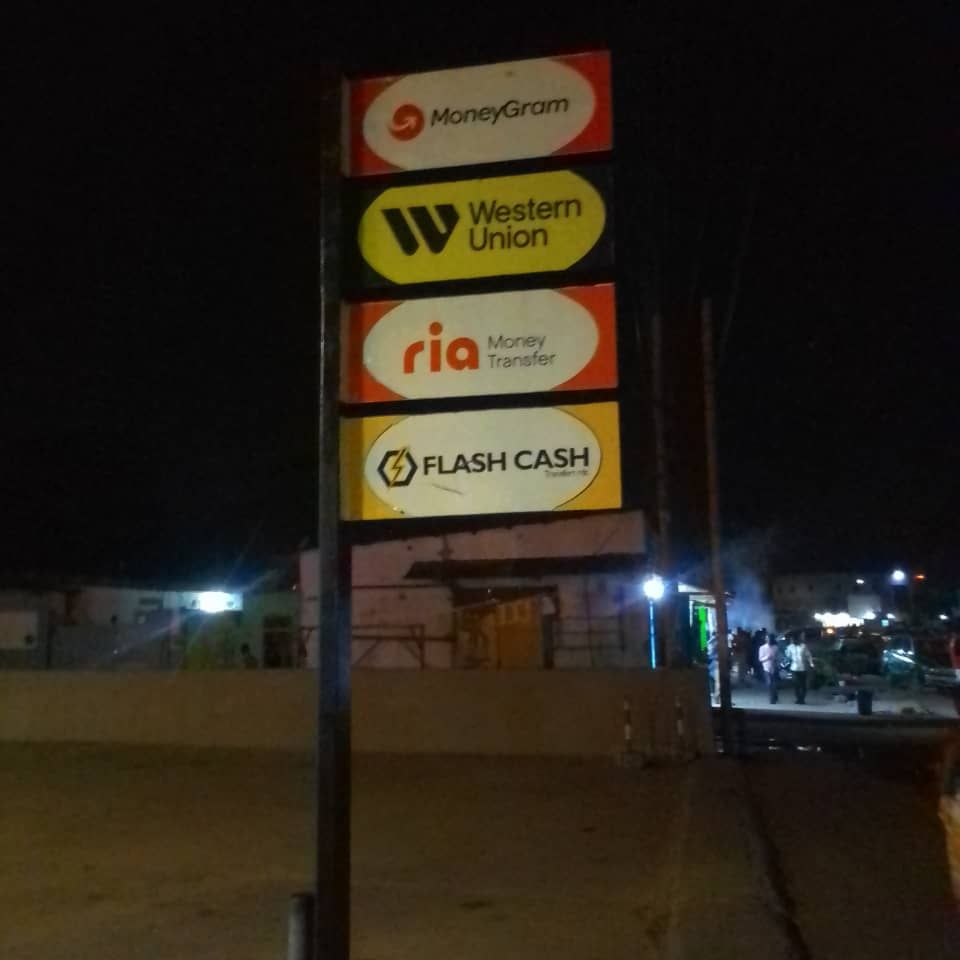 MoneyGram
Western
Union
ria Money
Transfer
FLASH CASH